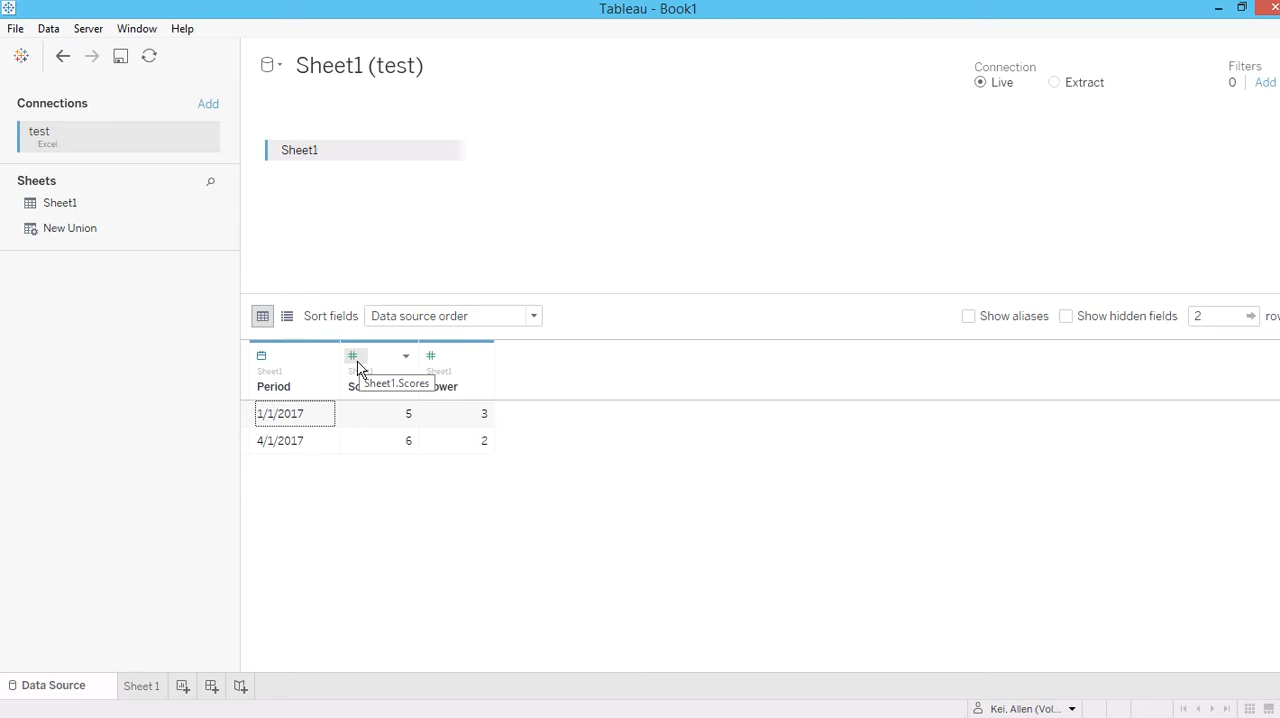 Tableau - Book1
File Data Server Window Help
Connections Add
test
Excel
Sheets
Sheet1
New Union
Sheet1 (test)
Connection
Live Extract
Filters
0 Add
Sheet1
Sort fields Data source order
Show aliases Show hidden fields 2
Sheet1 Sheet1
Period
Sheet1.Scores
1/1/2017 5 3
4/1/2017 6 2
Data Source Sheet 1
Kei. Allen (Vol...